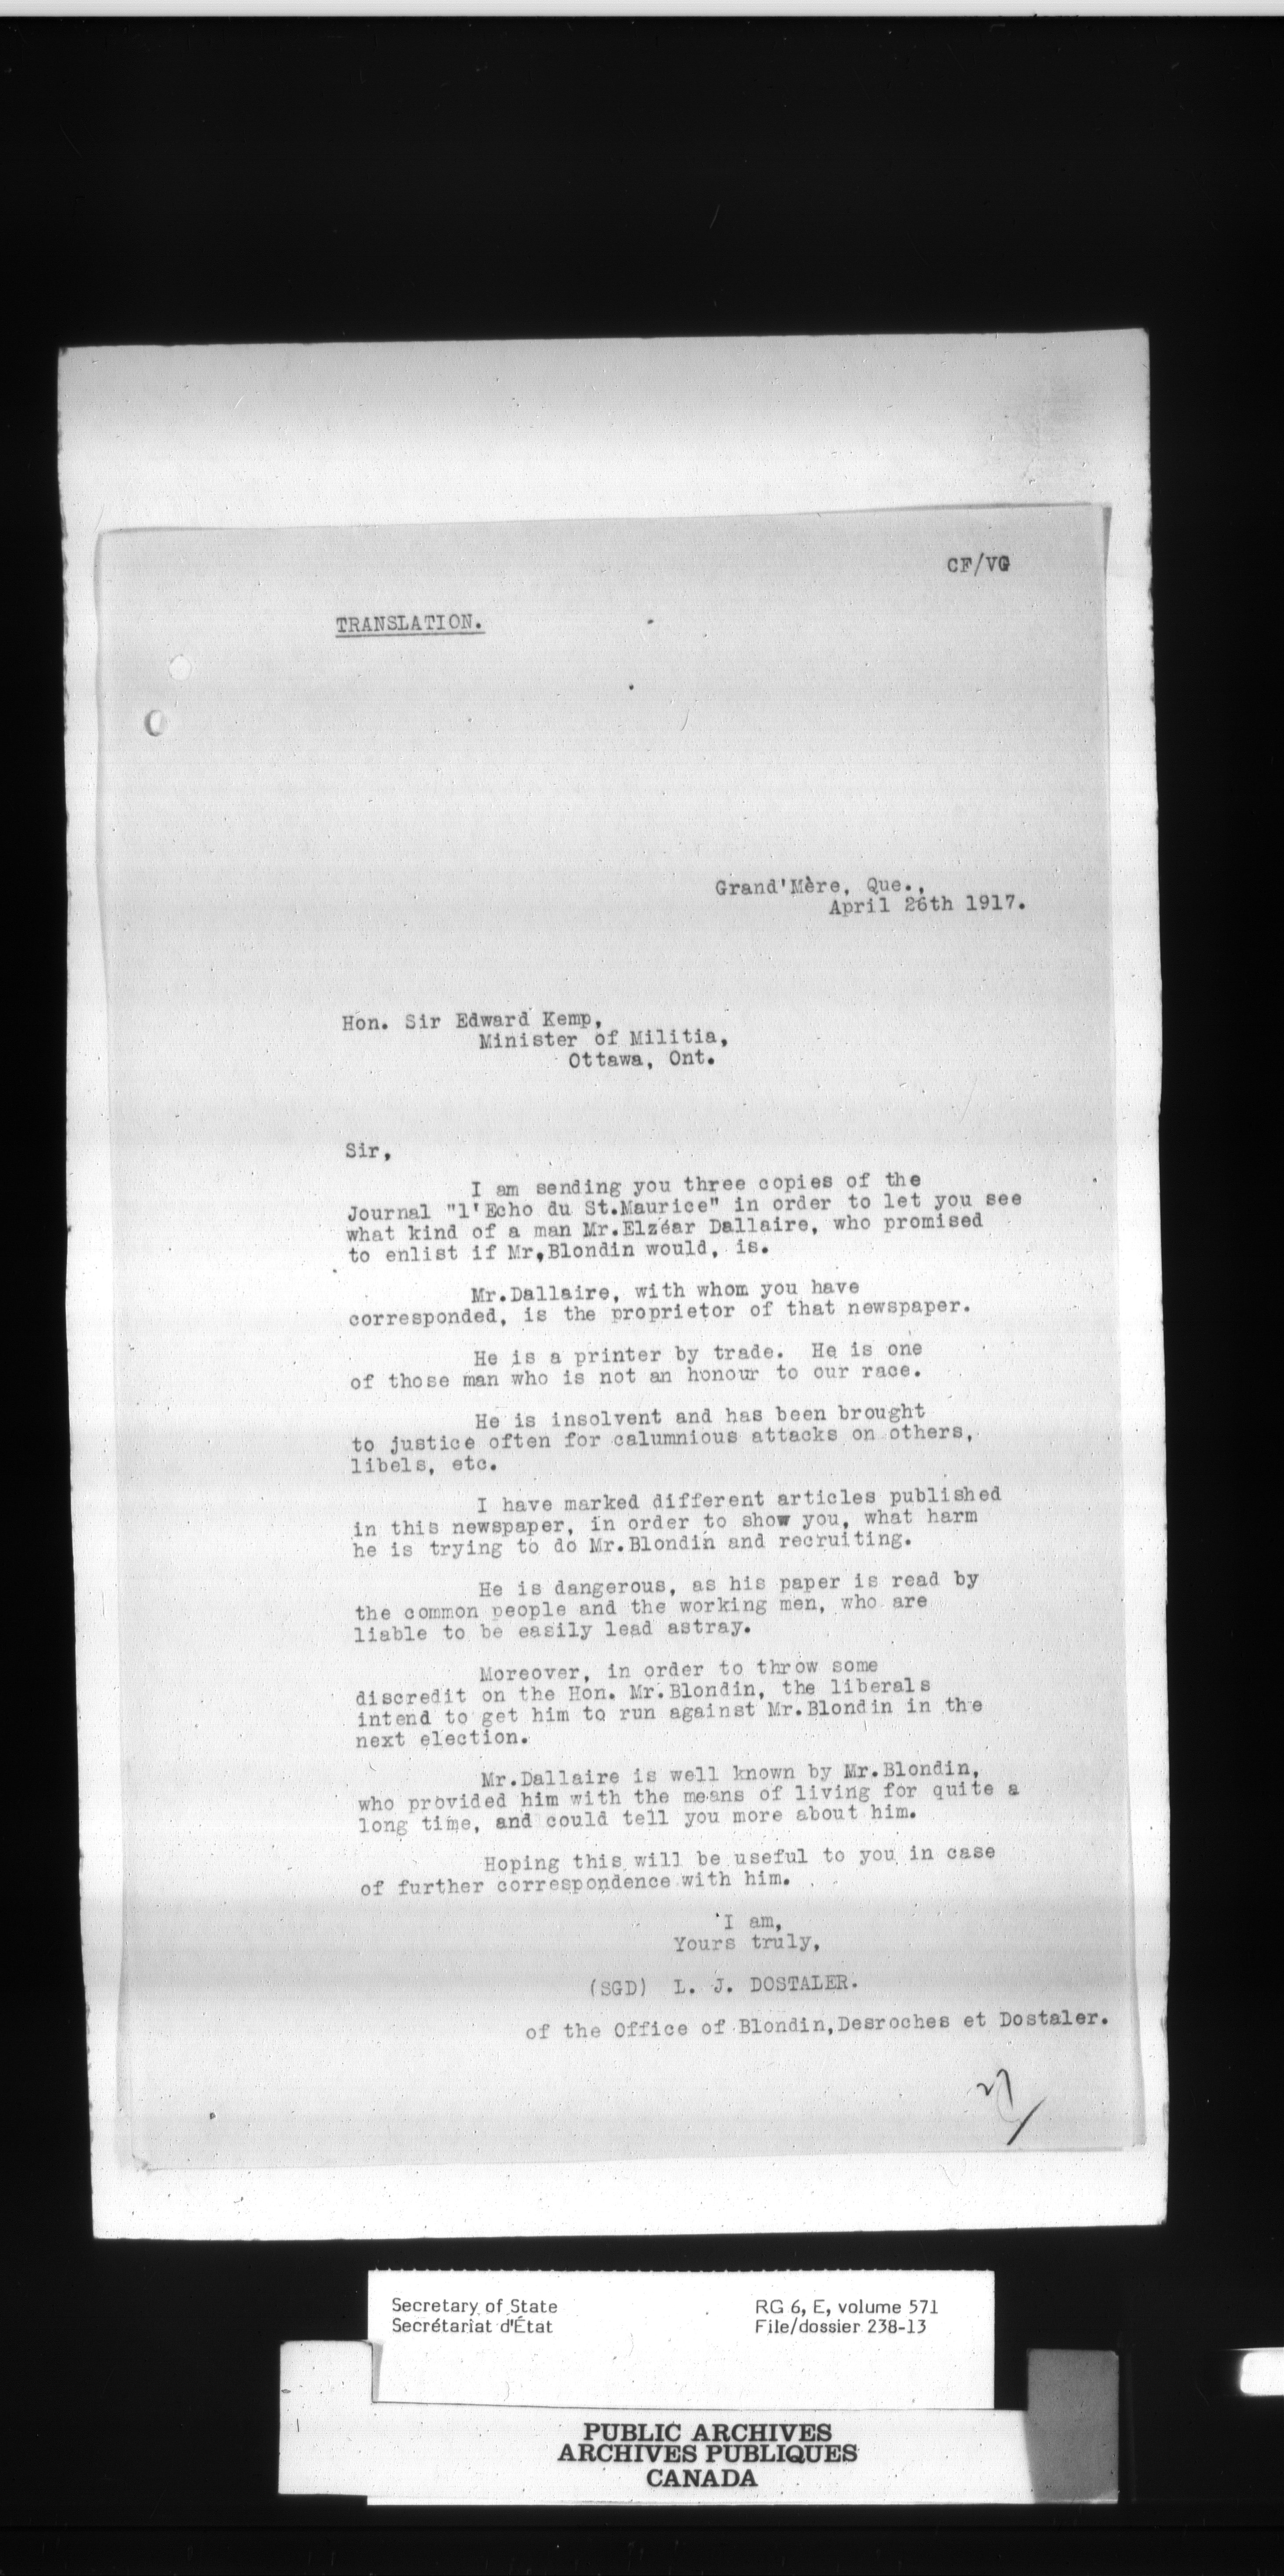 CF/VG
TRANSLATION.
Grand'Mère, Que.,
April 26th 1917.
Hon. Sir Edward Kemp,
Minister of Militia,
Ottawa, Ont.
Sir,
I am sending you three copies of the
Journal "l'Echo du St.Maurice" in order to let you see
what kind of a man Mr.Elzéar Dallaire, who promised
to enlist if Mr.Blondin would, is.
Mr.Dallaire, with whom you have
corresponded, is the proprietor of that newspaper.
He is a printer by trade. He is one
of those man who is not an honour to our race.
He is insolvent and has been brought
to justice often for calumnious attacks on others,
libels, etc.
I have marked different articles published
in this newspaper, in order to show you, what harm
he is trying to do Mr.Blondin and recruiting.
He is dangerous, as his paper is read by
the common people and the working men, who are
liable to be easily lead astray.
Moreover, in order to throw some
discredit on the Hon. Mr.Blondin, the liberals
intend to get him to run against Mr.Blondin in the
next election.
Mr.Dallaire is well known by Mr.Blondin,
who provided him with the means of living for quite a
long time, and could tell you more about him.
Hoping this will be useful to you in case
of further correspondence with him.
I am,
Yours truly,
(SGD) L. J. DOSTALER.
of the Office of Blondin,Desroches et Dostaler.
Secretary of State
Secrétariat d'État
RG 6, E, volume 571
File/dossier 238-13
PUBLIC ARCHIVES
ARCHIVES PUBLIQUES
CANADA